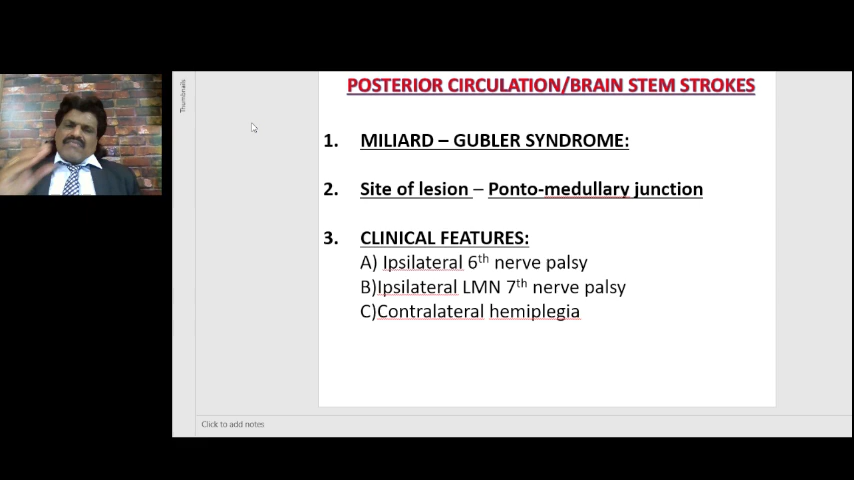 Thumbnails
POSTERIOR CIRCULATION/BRAIN STEM STROKES
1. MILIARD – GUBLER SYNDROME:
2. Site of lesion – Ponto-medullary junction
3. CLINICAL FEATURES:
A) Ipsilateral 6th nerve palsy
B)Ipsilateral LMN 7th nerve palsy
C)Contralateral hemiplegia
Click to add notes